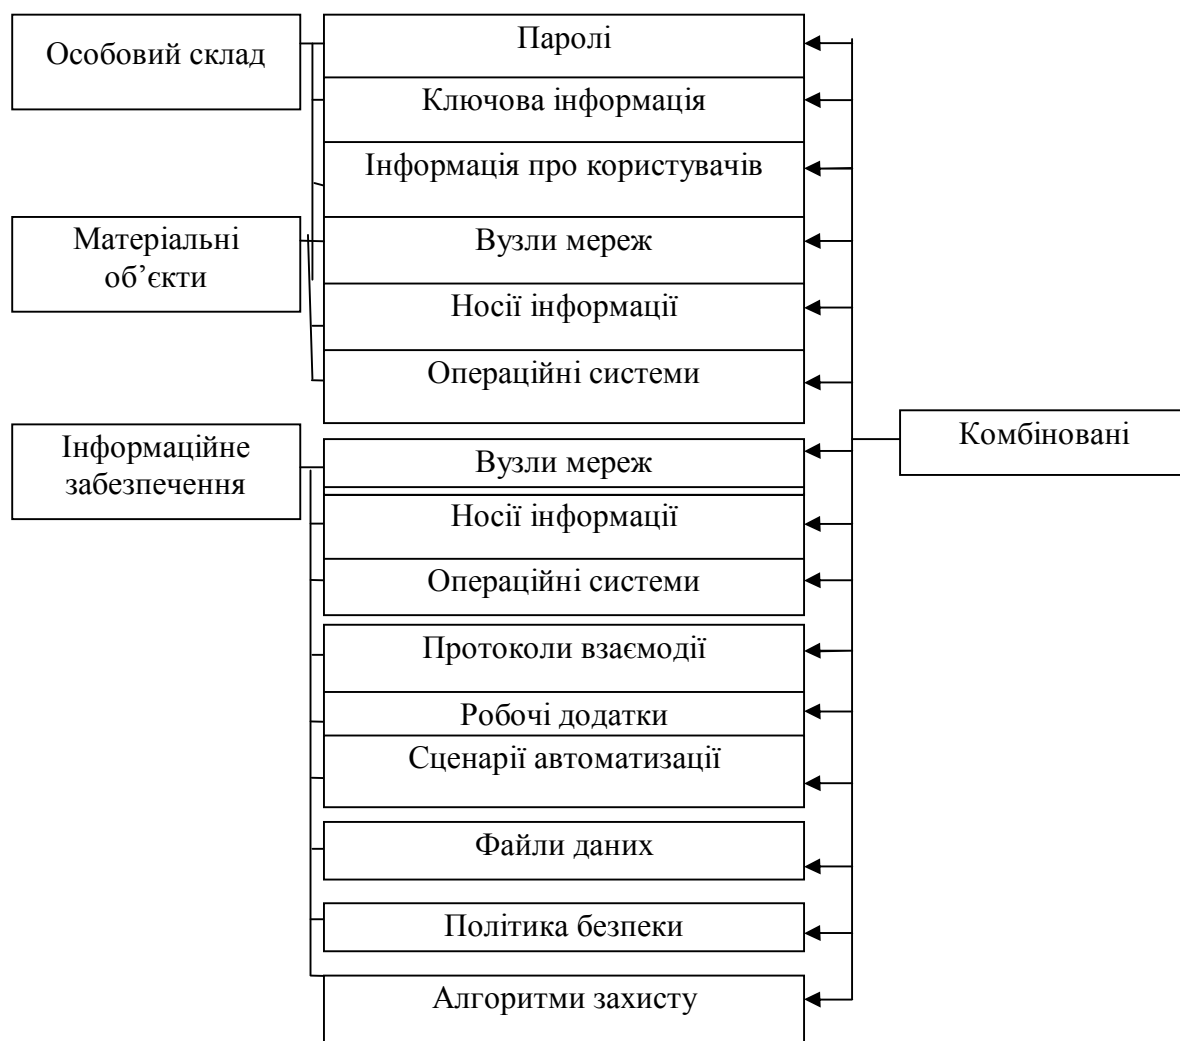 Особовий склад
Матеріальні
об’єкти
Інформаційне
забезпечення
Паролі
Ключова інформація
Інформація про користувачів
Вузли мереж
Носії інформації
Операційні системи
Вузли мереж
Носії інформації
Операційні системи
Протоколи взаємодії
Робочі додатки
Сценарії автоматизації
Файли даних
Політика безпеки
Алгоритми захисту
Комбіновані